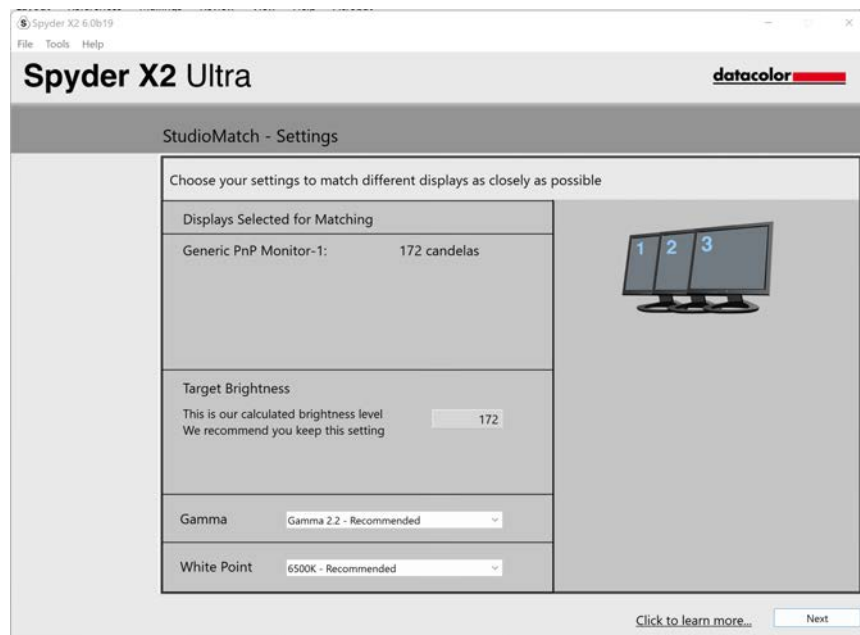 Spyder X2 6.0b19
File Tools Help
Spyder X2 Ultra
datacolor
StudioMatch - Settings
Choose your settings to match different displays as closely as possible
Displays Selected for Matching
Generic PnP Monitor-1: 172 candelas
1 2 3
Target Brightness
This is our calculated brightness level
We recommend you keep this setting
172
Gamma Gamma 2.2 - Recommended
White Point 6500K - Recommended
Click to learn more... Next